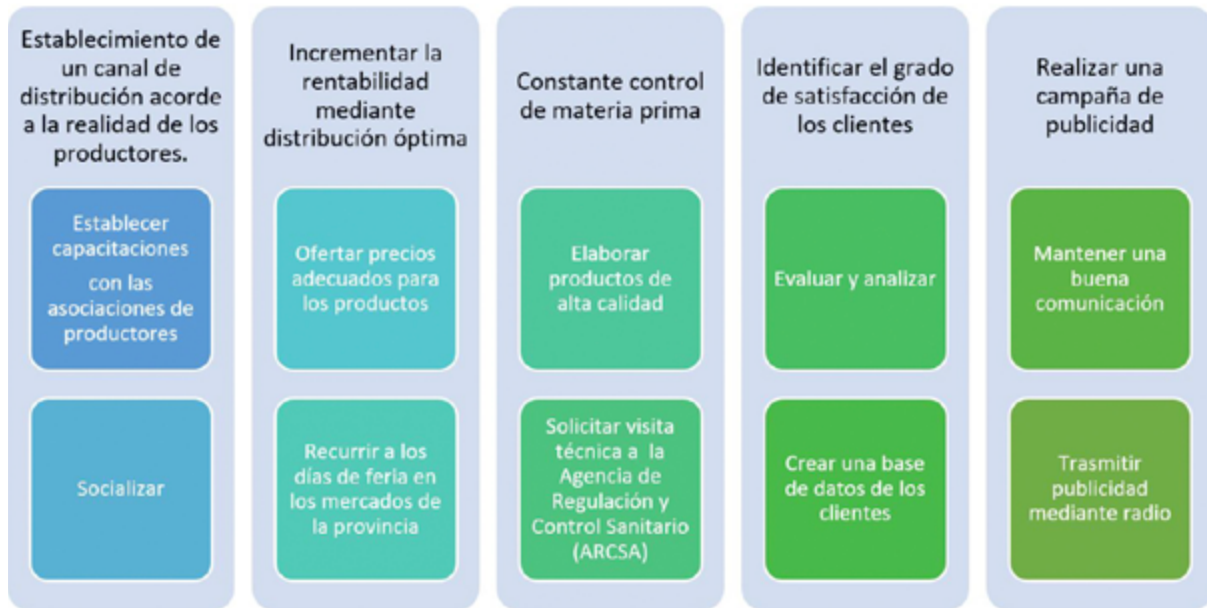 Establecimiento de
un canal de
distribución acorde
a la realidad de los
productores.
Establecer
capacitaciones
con las
asociaciones de
productores
Socializar
Incrementar la
rentabilidad
mediante
distribución óptima
Ofertar precios
adecuados para
los productos
Recurrir a los
días de feria en
los mercados de
la provincia
Constante control
de materia prima
Elaborar
productos de
alta calidad
Solicitar visita
técnica a la
Agencia de
Regulación y
Control Sanitario
(ARCSA)
Identificar el grado
de satisfacción de
los clientes
Evaluar y analizar
Crear una base
de datos de los
clientes
Realizar una
campaña de
publicidad
Mantener una
buena
comunicación
Trasmitir
publicidad
mediante radio